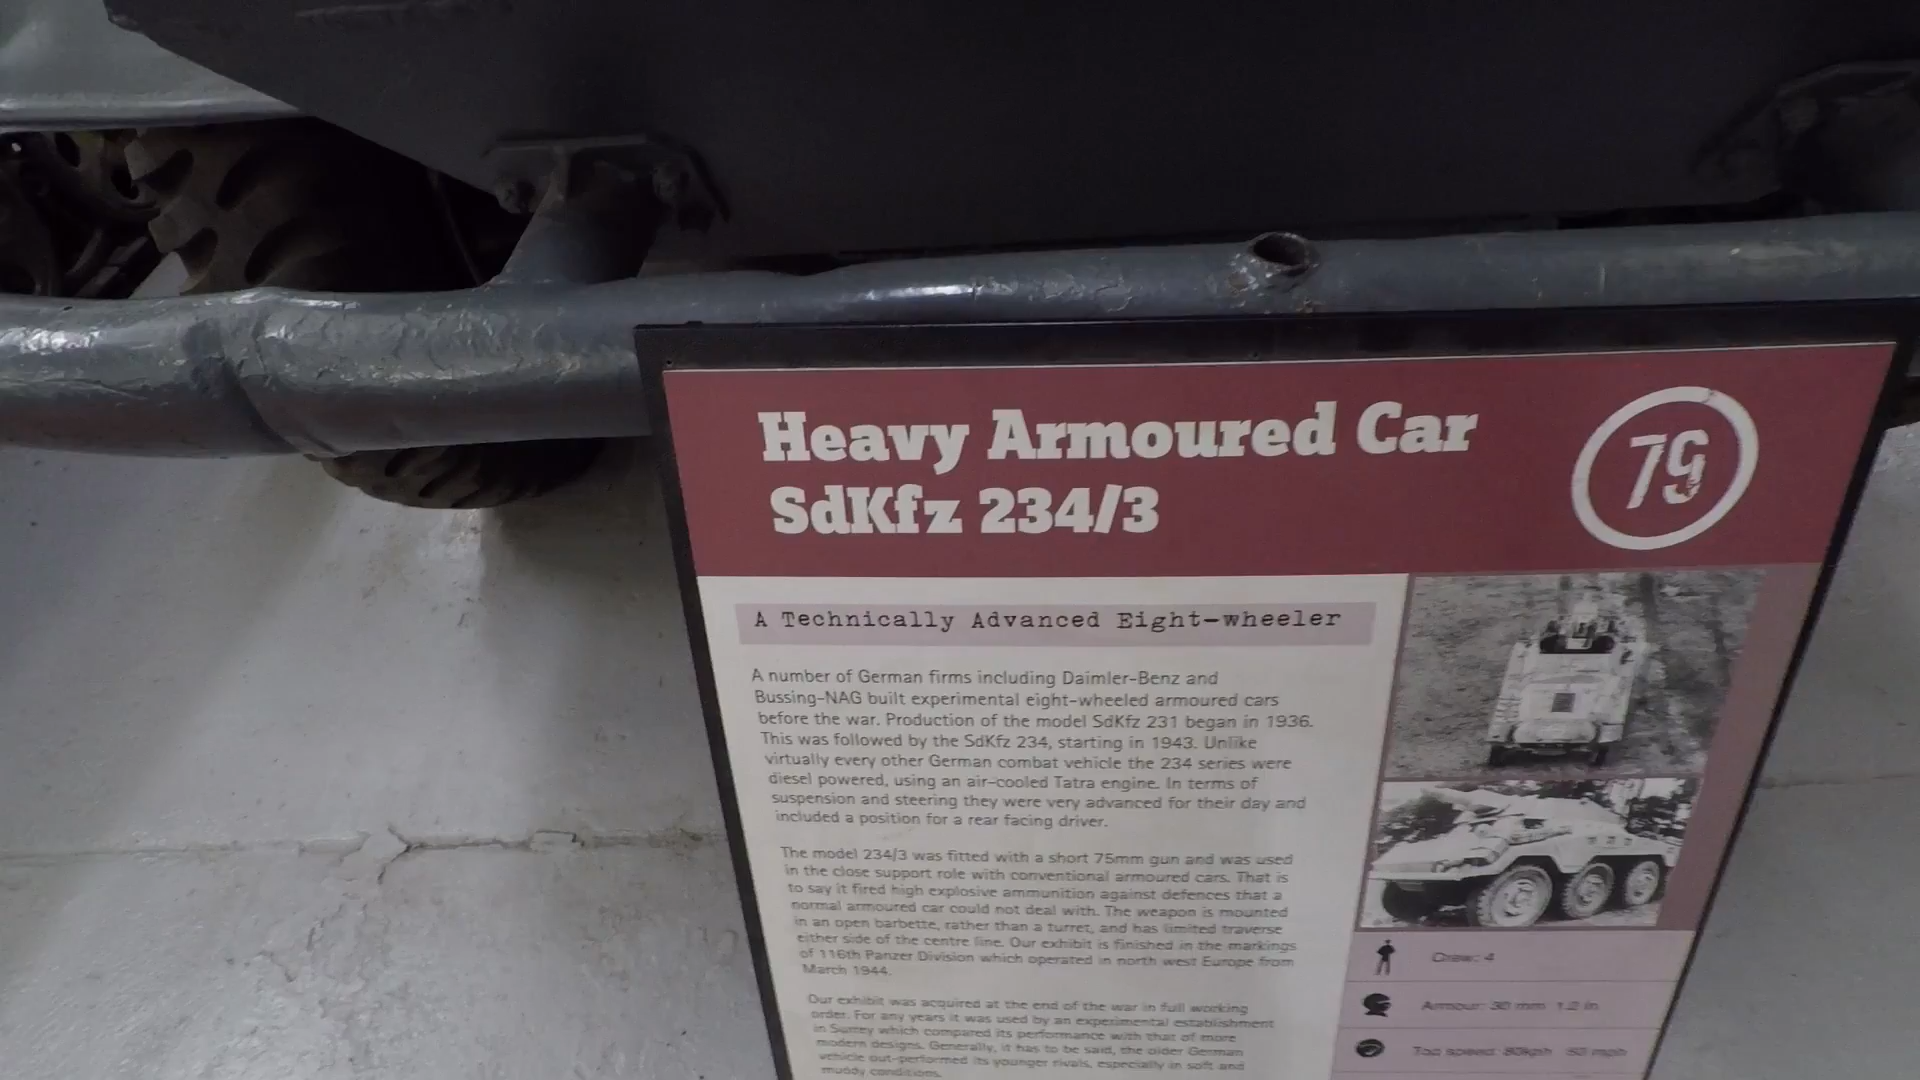 Heavy Armoured Car
SdKfz 234/3
79
A Technically Advanced Eight-wheeler
A number of German firms including Daimler-Benz and
Bussing-NAG built experimental eight-wheeled armoured cars
before the war. Production of the model SdKfz 231 began in 1936.
This was followed by the SdKfz 234, starting in 1943. Unlike
virtually every other German combat vehicle the 234 series were
diesel powered, using an air-cooled Tatra engine. In terms of
suspension and steering they were very advanced for their day and
included a position for a rear facing driver.
The model 234/3 was fitted with a short 75mm gun and was used
in the close support role with conventional armoured cars. That is
to say it fired high explosive ammunition against defences that a
normal armoured car could not deal with. The weapon is mounted
in an open barbette, rather than a turret, and has limited traverse
either side of the centre line. Our exhibit is finished in the markings
of 116th Panzer Division which operated in north west Europe from
March 1944.
Our exhibit was acquired at the end of the war in full working
order. For any years it was used by an experimental establishment
in Surrey which compared its performance with that of more
modern designs. Generally, it has to be said, the older German
vehicle out-performed its younger rivals, especially in soft and
muddy conditions.
Crew: 4
Armour: 30 mm 1.2 in
Top speed: 80kph 50 mph